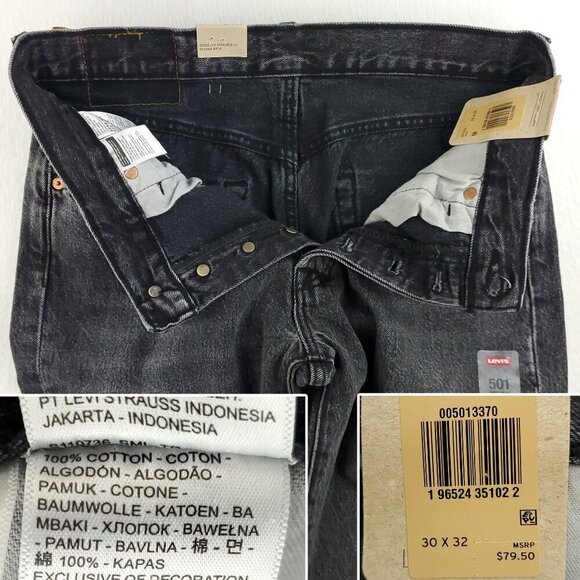 Levi's
501
PT LEVI STRAUSS INDONESIA
JAKARTA - INDONESIA
100% COTTON - COTON -
ALGODÓN - ALGODÃO -
PAMUK - COTONE -
BAUMWOLLE - KATOEN - BA
MBAKI - ХЛОПОК - BAWEŁNA
- PAMUT - BAVLNA - 棉 - 면 -
綿 100% - KAPAS
EXCLUSIVE OF DECORATION
005013370
1 96524 35102 2
30 X 32
MSRP
$79.50